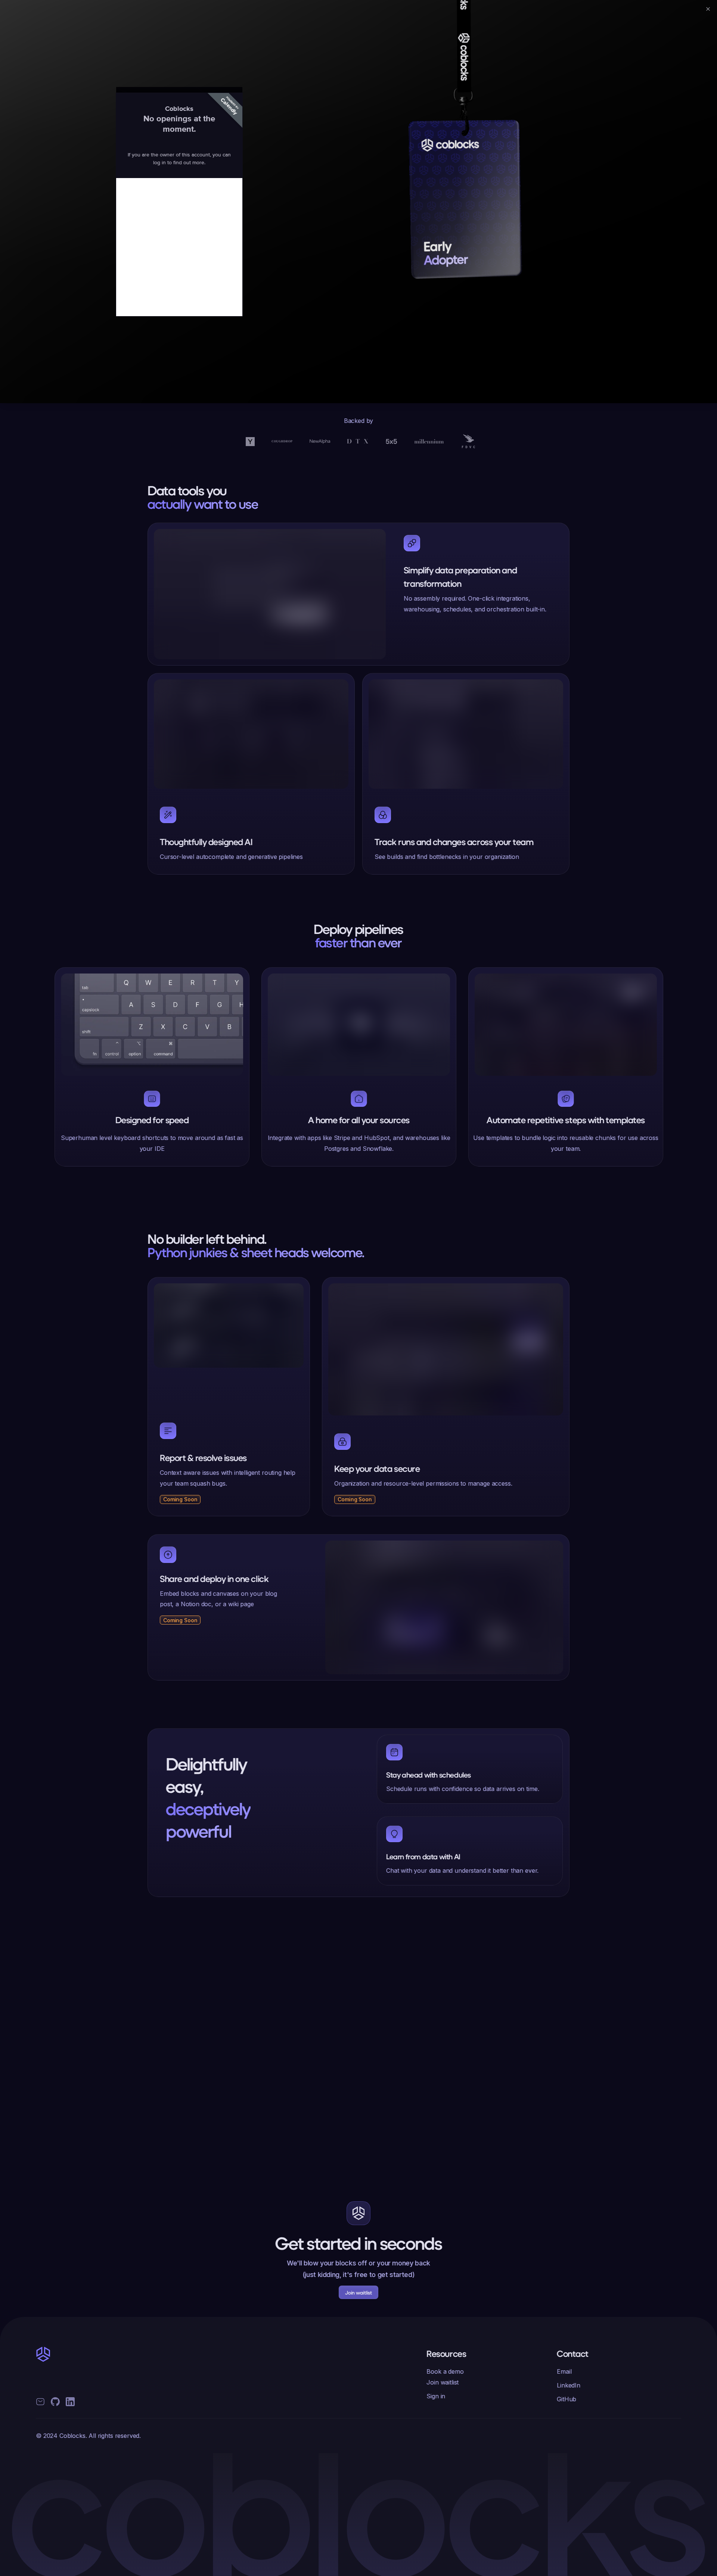 cks
coblocks
coblocks
Early
Adopter
Calendly
Coblocks
No openings at the
moment.
If you are the owner of this account, you can
log in to find out more.
Backed by
Y
NewAlpha
D T X
5x5
millennium
Data tools you
actually want to use
Simplify data preparation and
transformation
No assembly required. One-click integrations,
warehousing, schedules, and orchestration built-in.
Thoughtfully designed AI
Cursor-level autocomplete and generative pipelines
Track runs and changes across your team
See builds and find bottlenecks in your organization
Deploy pipelines
faster than ever
tab Q W E R T Y
capslock A S D F G H
shift Z X C V B
fn control option command
Designed for speed
Superhuman level keyboard shortcuts to move around as fast as
your IDE
A home for all your sources
Integrate with apps like Stripe and HubSpot, and warehouses like
Postgres and Snowflake.
Automate repetitive steps with templates
Use templates to bundle logic into reusable chunks for use across
your team.
No builder left behind.
Python junkies & sheet heads welcome.
Report & resolve issues
Context aware issues with intelligent routing help
your team squash bugs.
Coming Soon
Keep your data secure
Organization and resource-level permissions to manage access.
Coming Soon
Share and deploy in one click
Embed blocks and canvases on your blog
post, a Notion doc, or a wiki page
Coming Soon
Delightfully
easy,
deceptively
powerful
Stay ahead with schedules
Schedule runs with confidence so data arrives on time.
Learn from data with AI
Chat with your data and understand it better than ever.
Get started in seconds
We'll blow your blocks off or your money back
(just kidding, it's free to get started)
Join waitlist
Resources
Book a demo
Join waitlist
Sign in
Contact
Email
LinkedIn
GitHub
© 2024 Coblocks. All rights reserved.
coblocks